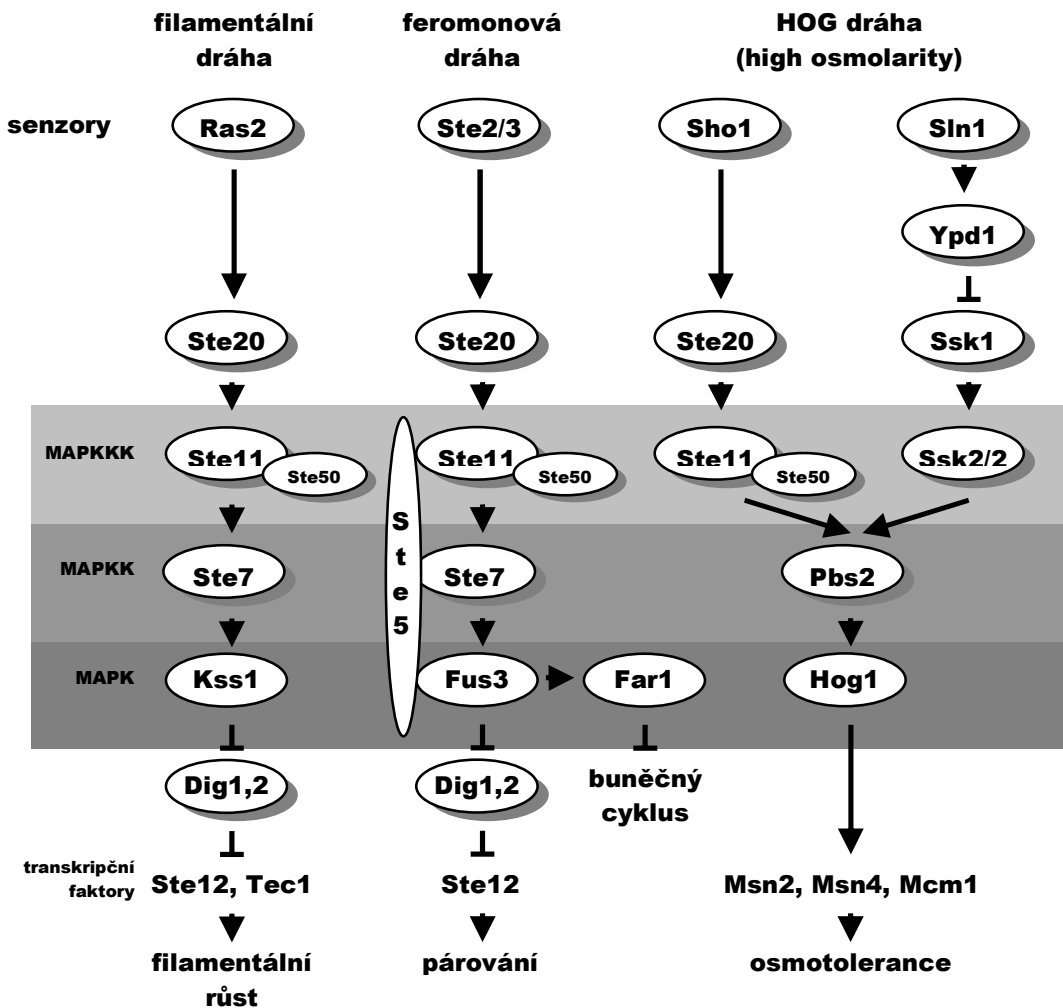 filamentální
dráha
feromonová
dráha
HOG dráha
(high osmolarity)
senzory
Ras2
Ste2/3
Sho1
Sln1
Ypd1
Ste20
Ste20
Ste20
Ssk1
MAPKKK
Ste11
Ste50
Ste11
Ste50
Ste11
Ste50
Ssk2/2
Ste5
MAPKK
Ste7
Ste7
Pbs2
MAPK
Kss1
Fus3
Far1
Hog1
Dig1,2
Dig1,2
buněčný
cyklus
transkripční
faktory
Ste12, Tec1
Ste12
Msn2, Msn4, Mcm1
filamentální
růst
párování
osmotolerance